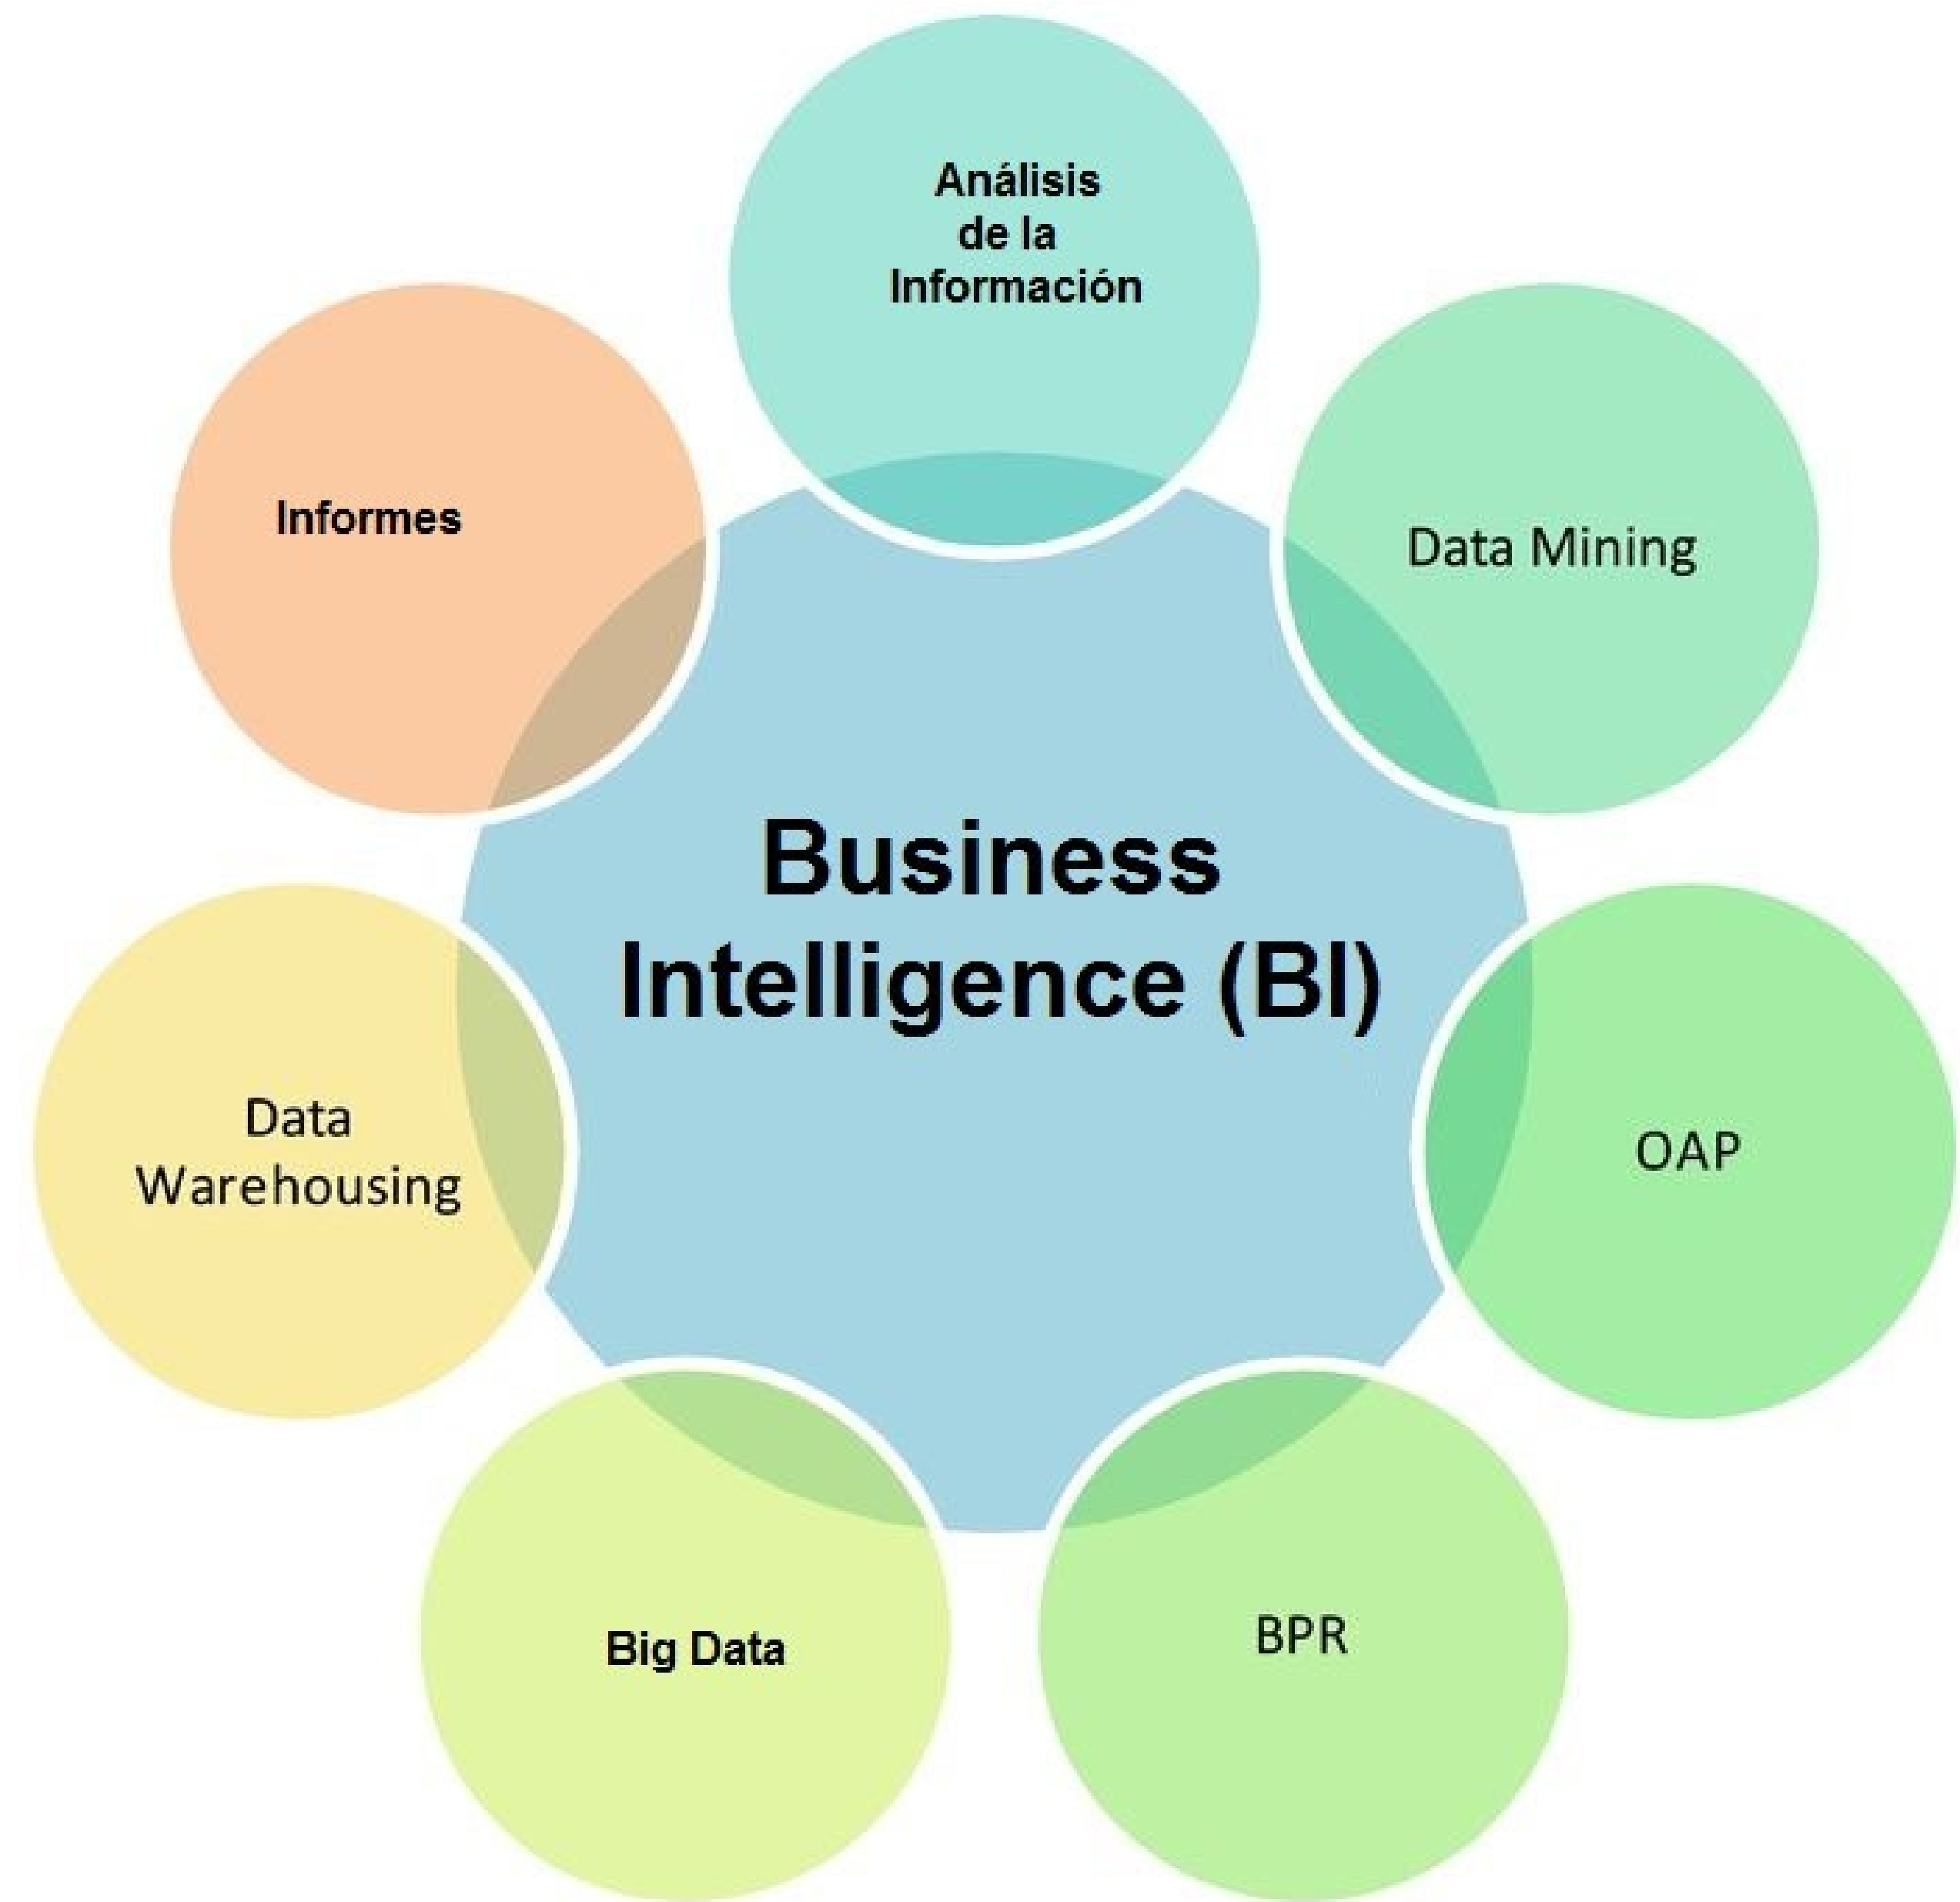 Análisis
de la
Información
Informes
Data Mining
Business
Intelligence (BI)
Data
Warehousing
OAP
Big Data
BPR